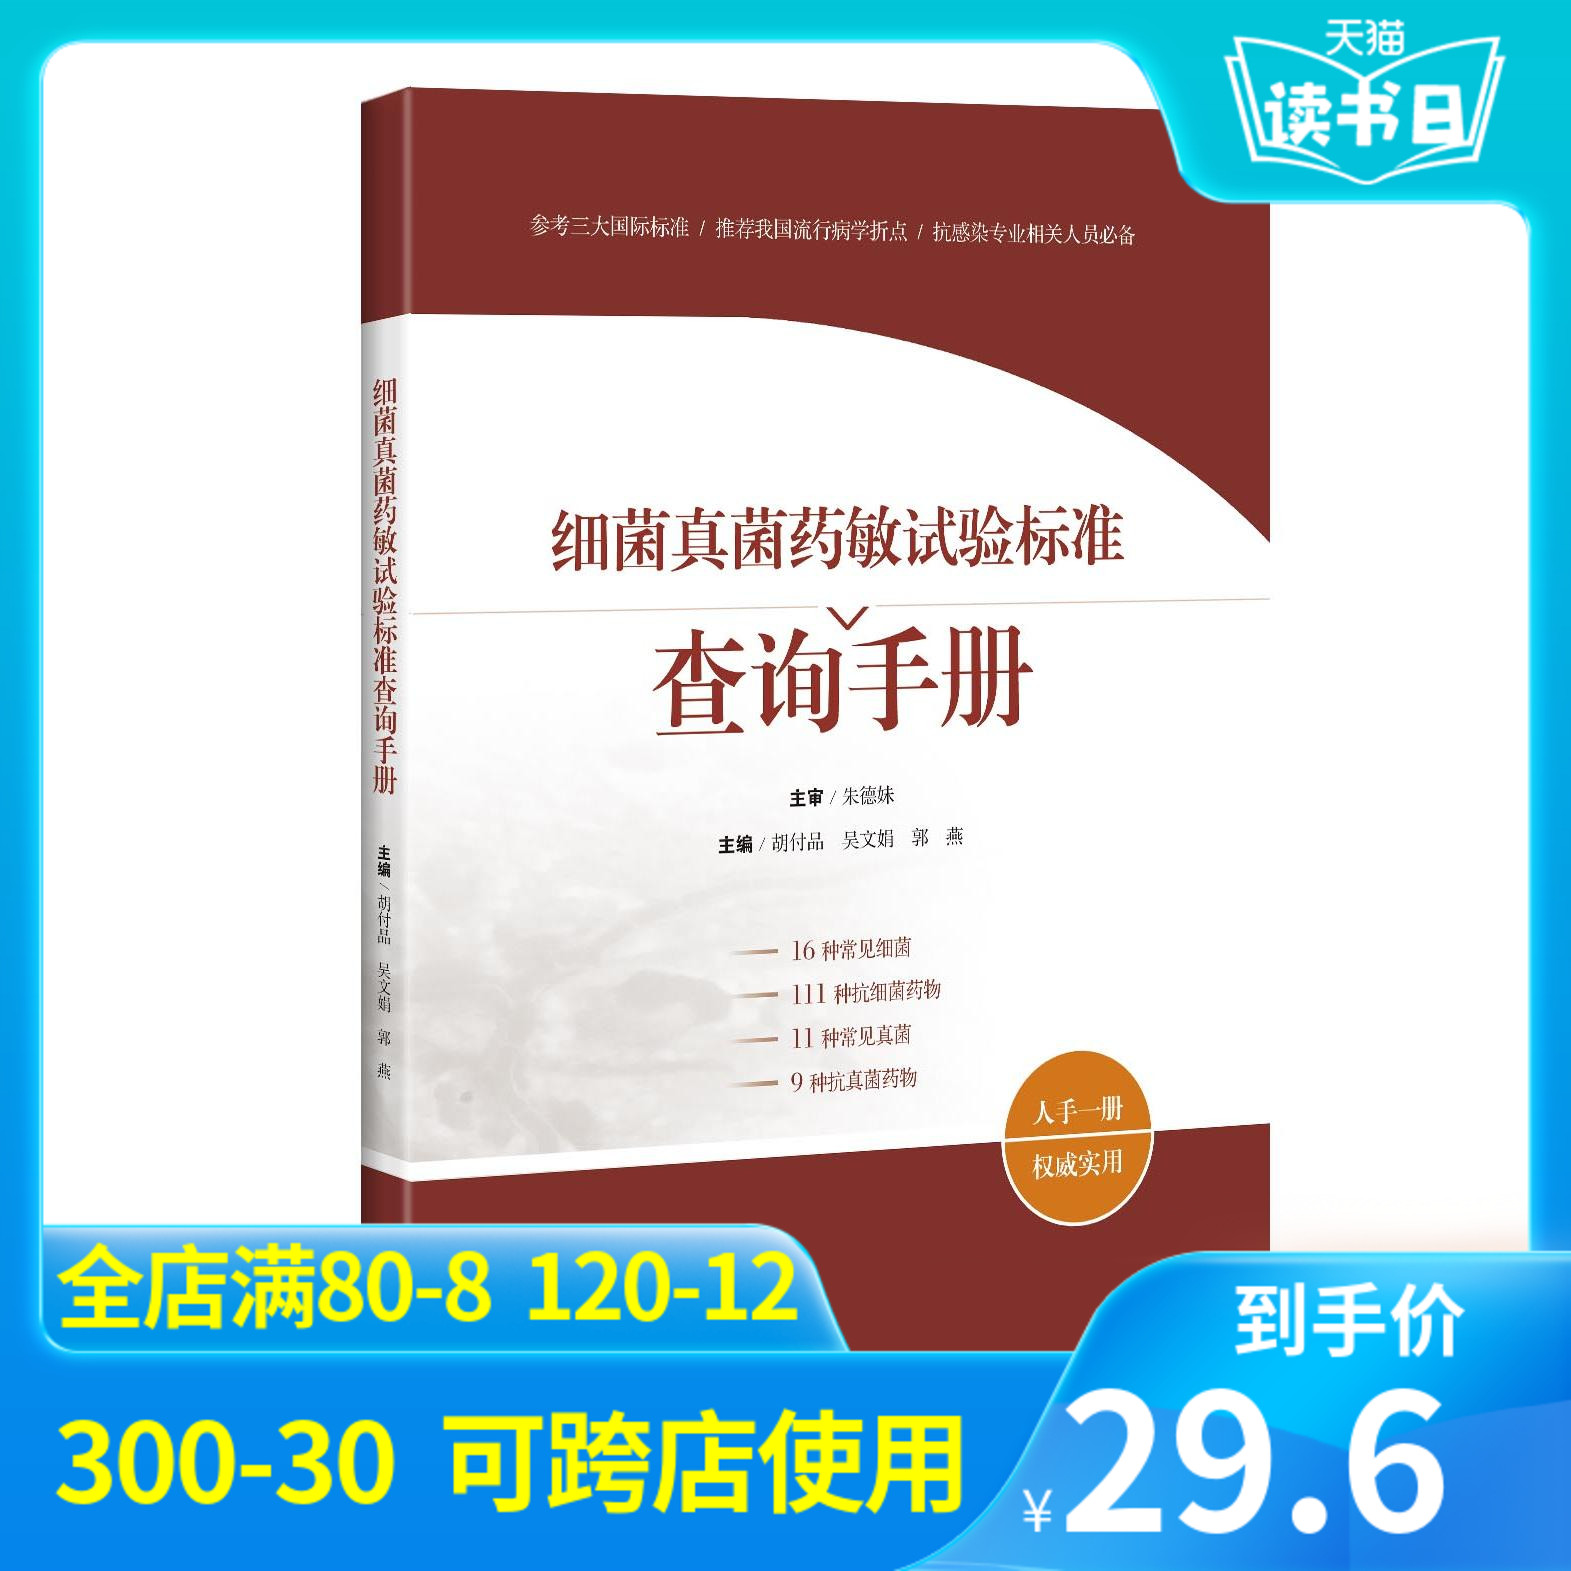 天猫
读书日
参考三大国际标准 / 推荐我国流行病学折点 / 抗感染专业相关人员必备
细菌真菌药敏试验标准
查询手册
主审 / 朱德妹
主编 / 胡付品 吴文娟 郭 燕
16 种常见细菌
111 种抗细菌药物
11 种常见真菌
9 种抗真菌药物
人手一册
权威实用
细菌真菌药敏试验标准查询手册
主编 / 胡付品 吴文娟 郭 燕
全店满80-8 120-12
300-30 可跨店使用
到手价
¥29.6